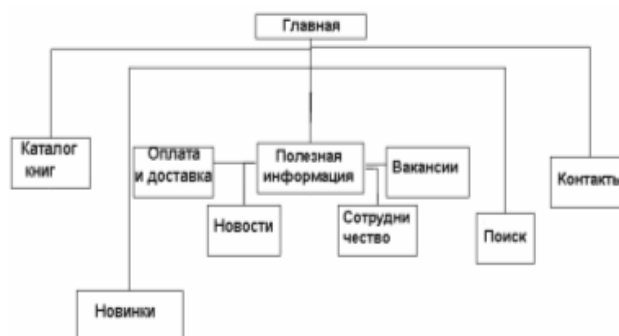 Главная
Каталог
книг
Оплата
и доставка
Полезная
информация
Вакансии
Контакты
Новости
Сотрудни
чество
Поиск
Новинки